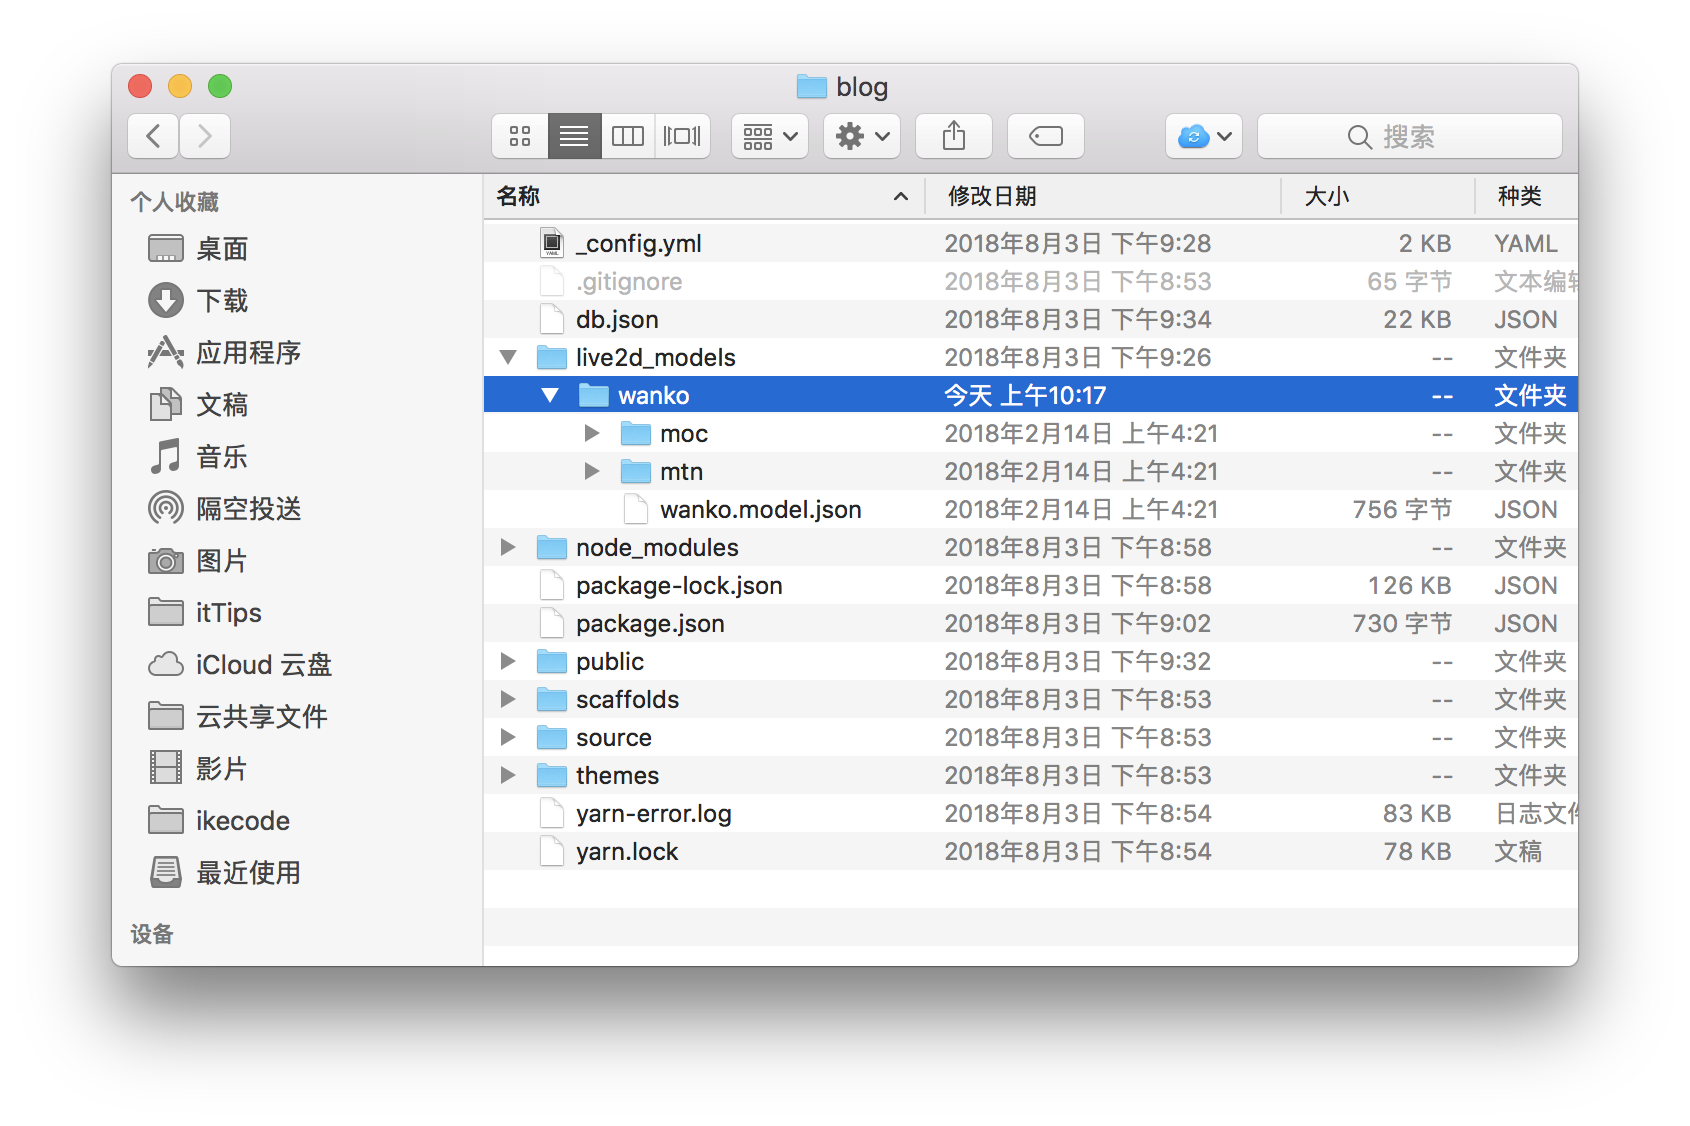 blog
搜索
个人收藏
桌面
下载
应用程序
文稿
音乐
隔空投送
图片
itTips
iCloud 云盘
云共享文件
影片
ikecode
最近使用
设备
名称 修改日期 大小 种类
_config.yml 2018年8月3日 下午9:28 2 KB YAML
.gitignore 2018年8月3日 下午8:53 65 字节 文本编辑
db.json 2018年8月3日 下午9:34 22 KB JSON
live2d_models 2018年8月3日 下午9:26 -- 文件夹
wanko 今天 上午10:17 -- 文件夹
moc 2018年2月14日 上午4:21 -- 文件夹
mtn 2018年2月14日 上午4:21 -- 文件夹
wanko.model.json 2018年2月14日 上午4:21 756 字节 JSON
node_modules 2018年8月3日 下午8:58 -- 文件夹
package-lock.json 2018年8月3日 下午8:58 126 KB JSON
package.json 2018年8月3日 下午9:02 730 字节 JSON
public 2018年8月3日 下午9:32 -- 文件夹
scaffolds 2018年8月3日 下午8:53 -- 文件夹
source 2018年8月3日 下午8:53 -- 文件夹
themes 2018年8月3日 下午8:53 -- 文件夹
yarn-error.log 2018年8月3日 下午8:54 83 KB 日志文件
yarn.lock 2018年8月3日 下午8:54 78 KB 文稿